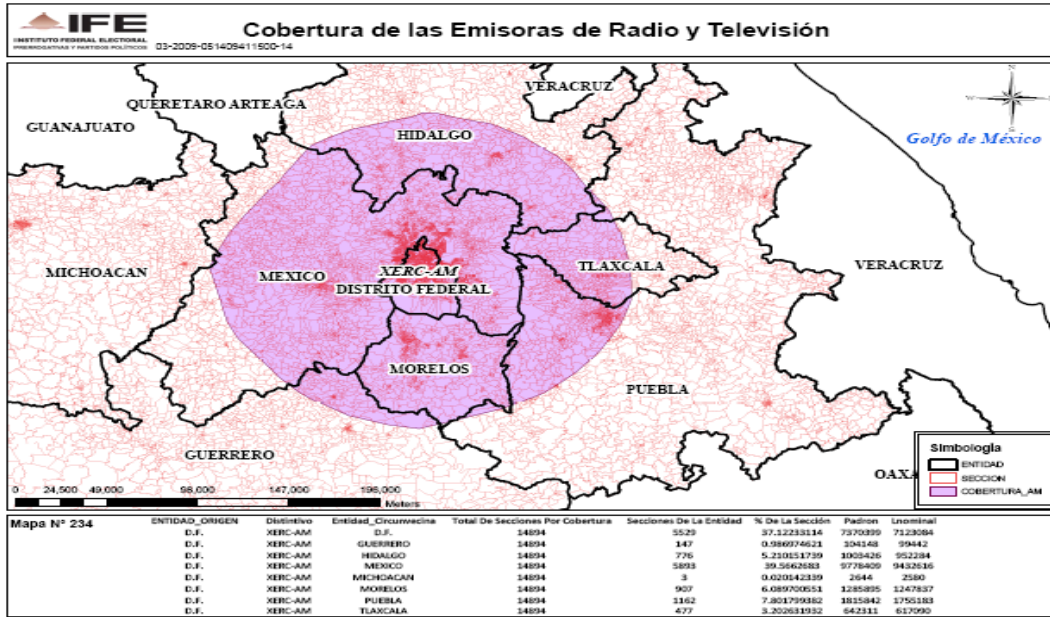 IFE
INSTITUTO FEDERAL ELECTORAL
PRERROGATIVAS Y PARTIDOS POLÍTICOS
03-2009-051409411500-14
Cobertura de las Emisoras de Radio y Televisión
VERACRUZ
QUERETARO ARTEAGA
GUANAJUATO
HIDALGO
Golfo de México
N
W
E
S
MICHOACAN
MEXICO
XERC-AM
DISTRITO FEDERAL
TLAXCALA
VERACRUZ
MORELOS
PUEBLA
GUERRERO
OAXA
Simbología
ENTIDAD
SECCION
COBERTURA_AM
0 24,500 49,000 98,000 147,000 196,000
Meters
Mapa N° 234
ENTIDAD_ORIGEN Distintivo Entidad_Circunvecina Total De Secciones Por Cobertura Secciones De La Entidad % De La Sección Padron Lnominal
D.F. XERC-AM D.F. 14894 5529 37.12233114 7370399 7123084
D.F. XERC-AM GUERRERO 14894 147 0.986974621 104148 99442
D.F. XERC-AM HIDALGO 14894 776 5.210151739 1003426 952284
D.F. XERC-AM MEXICO 14894 5893 39.5662683 9778409 9432616
D.F. XERC-AM MICHOACAN 14894 3 0.020142339 2644 2580
D.F. XERC-AM MORELOS 14894 907 6.089700551 1285895 1247837
D.F. XERC-AM PUEBLA 14894 1162 7.801799382 1815842 1755183
D.F. XERC-AM TLAXCALA 14894 477 3.202631932 642311 617090